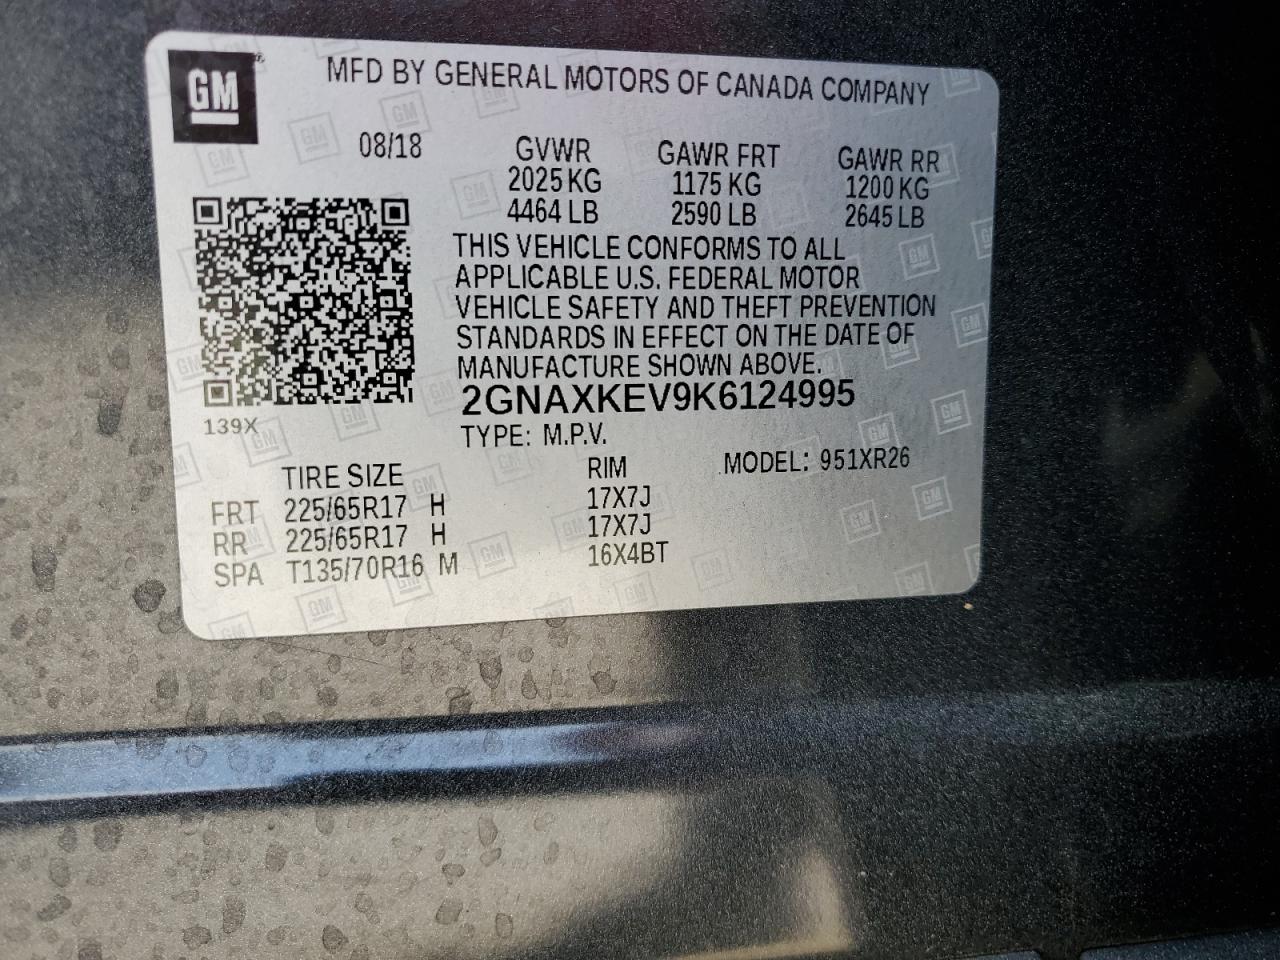 GM
MFD BY GENERAL MOTORS OF CANADA COMPANY
08/18
GVWR GAWR FRT GAWR RR
2025 KG 1175 KG 1200 KG
4464 LB 2590 LB 2645 LB
THIS VEHICLE CONFORMS TO ALL
APPLICABLE U.S. FEDERAL MOTOR
VEHICLE SAFETY AND THEFT PREVENTION
STANDARDS IN EFFECT ON THE DATE OF
MANUFACTURE SHOWN ABOVE.
2GNAXKEV9K6124995
139X
TYPE: M.P.V.
TIRE SIZE RIM MODEL: 951XR26
FRT 225/65R17 H 17X7J
RR 225/65R17 H 17X7J
SPA T135/70R16 M 16X4BT